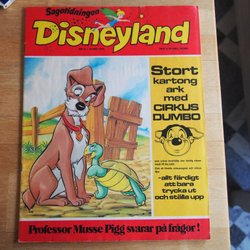 Sagotidningen
Disneyland
Stort
kartong
ark
med
CIRKUS
DUMBO
-allt färdigt
att bara
trycka ut
och ställa upp
Professor Musse Pigg svarar på frågor!